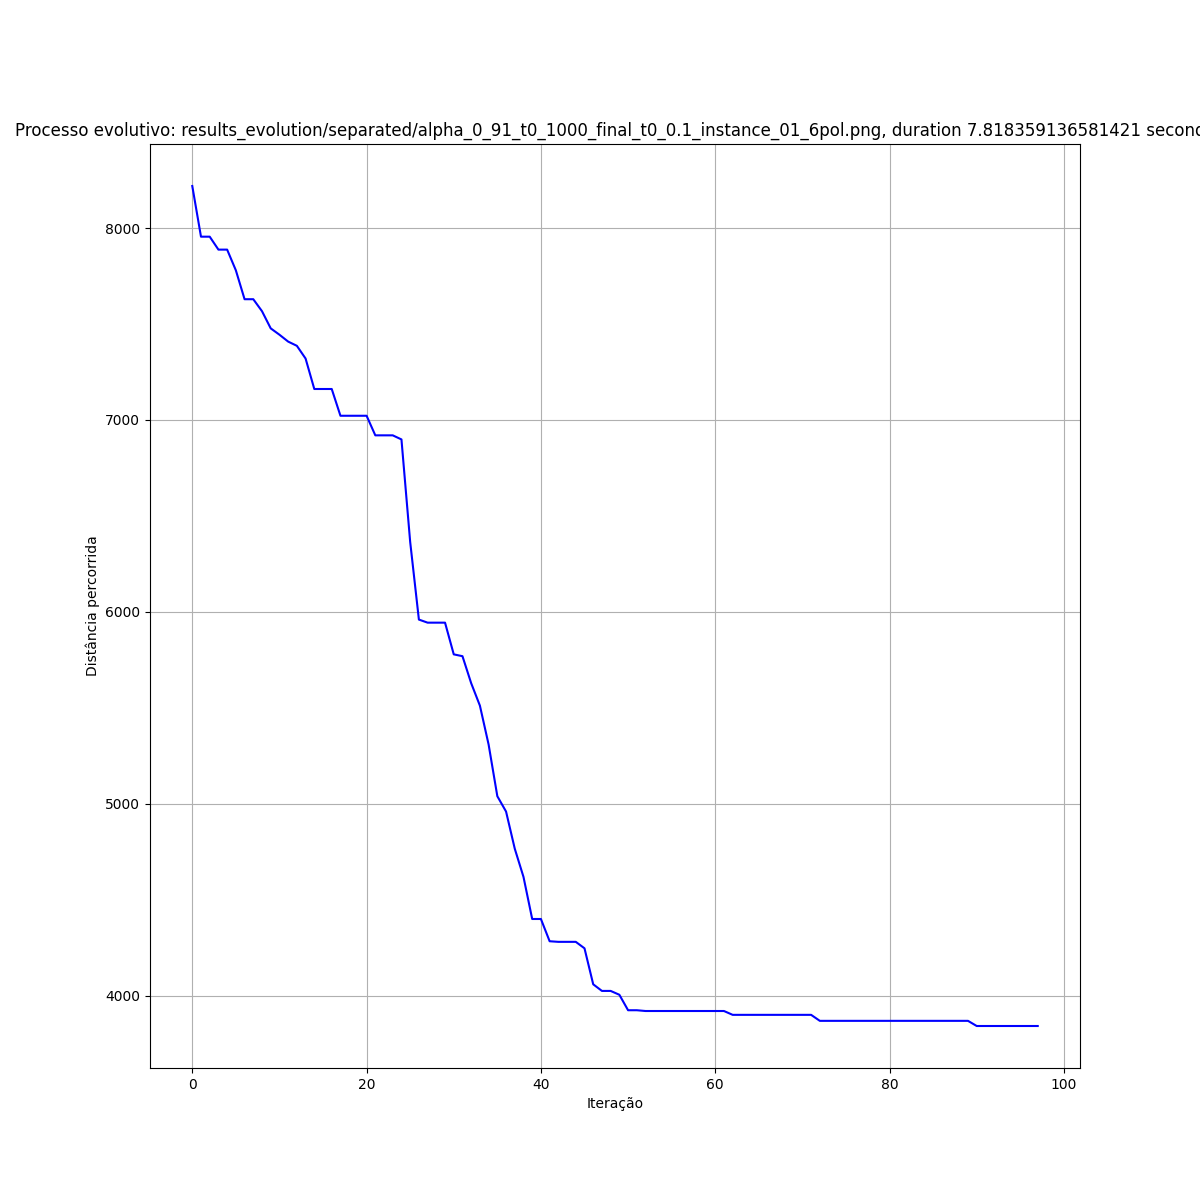 Processo evolutivo: results_evolution/separated/alpha_0_91_t0_1000_final_t0_0.1_instance_01_6pol.png, duration 7.818359136581421 secon
8000
7000
6000
5000
4000
Distância percorrida
0 20 40 60 80 100
Iteração